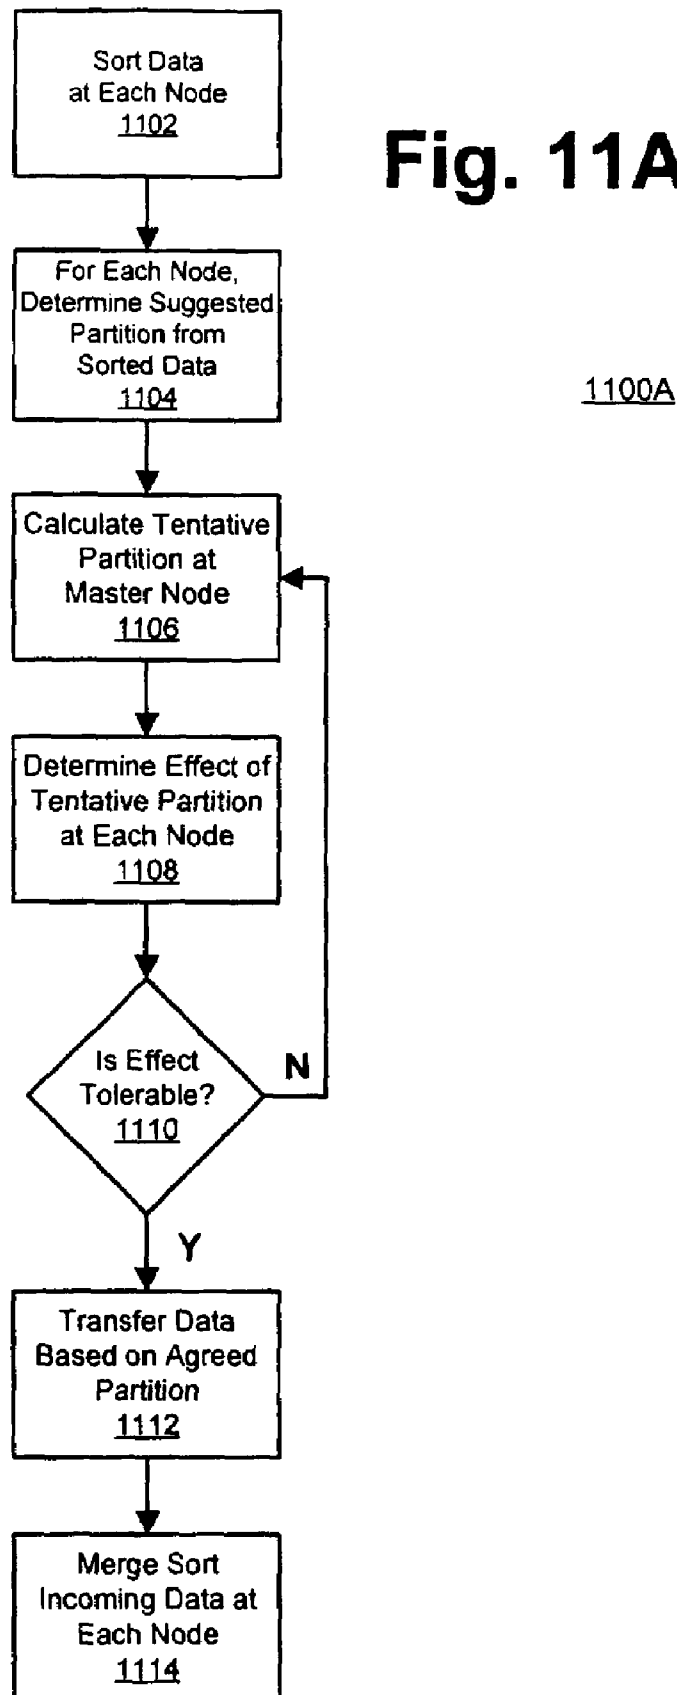 Sort Data
at Each Node
1102
Fig. 11A
For Each Node,
Determine Suggested
Partition from
Sorted Data
1104
1100A
Calculate Tentative
Partition at
Master Node
1106
Determine Effect of
Tentative Partition
at Each Node
1108
Is Effect
Tolerable?
1110
N
Y
Transfer Data
Based on Agreed
Partition
1112
Merge Sort
Incoming Data at
Each Node
1114